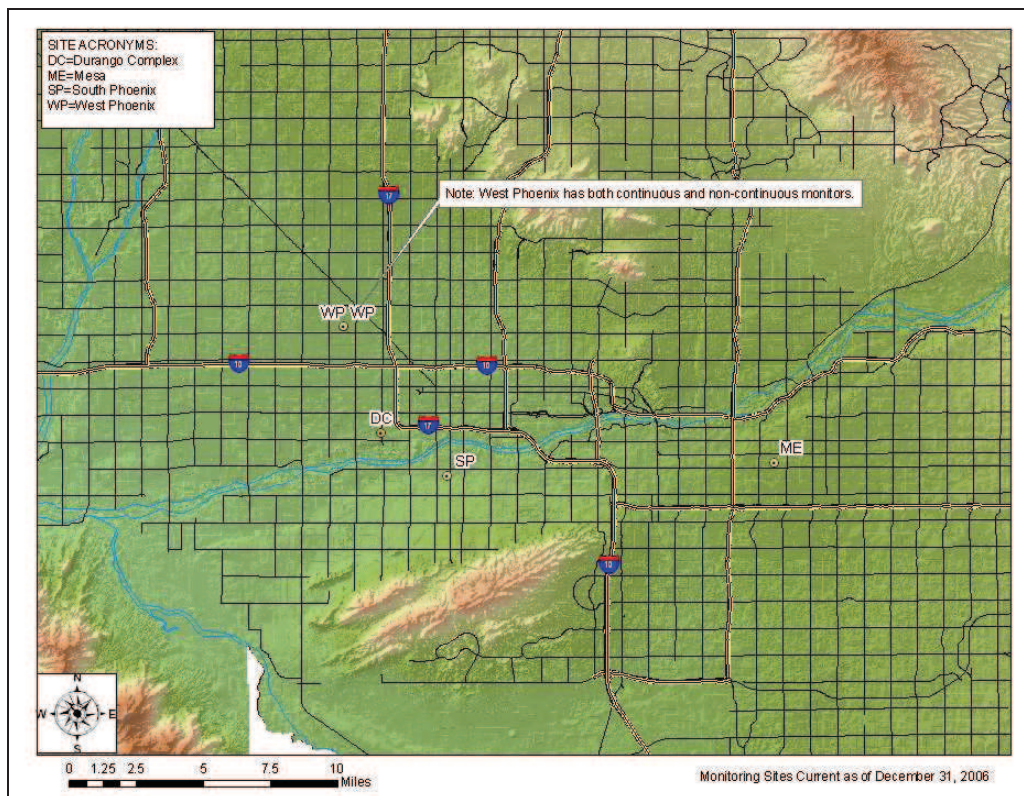 SITE ACRONYMS:
DC=Durango Complex
ME=Mesa
SP=South Phoenix
WP=West Phoenix
17
Note: West Phoenix has both continuous and non-continuous monitors.
WP WP
10
10
DC
17
SP
ME
10
N
W E
S
0 1.25 2.5 5 7.5 10
Miles
Monitoring Sites Current as of December 31, 2006